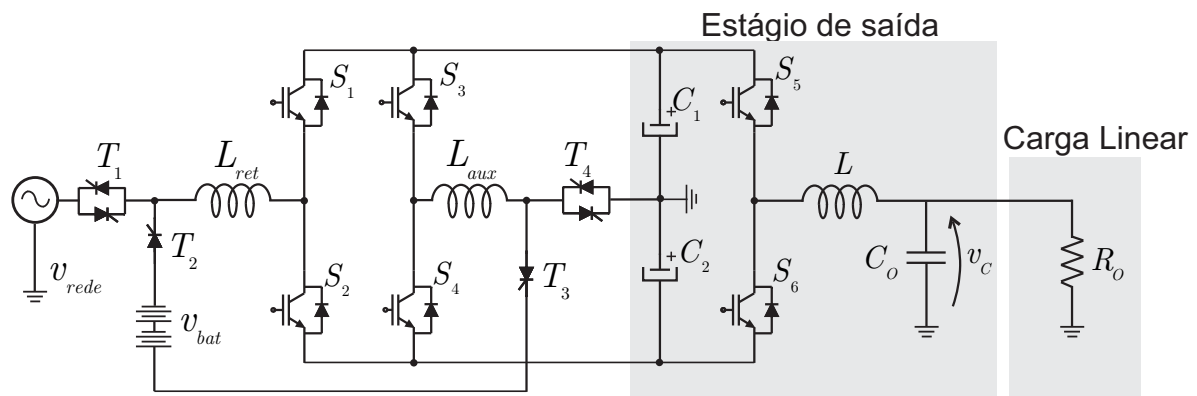 Estágio de saída
Carga Linear
S1
S3
S5
T1
Lret
Laux
T4
+C1
L
T2
vrede
vbat
S2
S4
T3
+C2
S6
CO
vC
RO